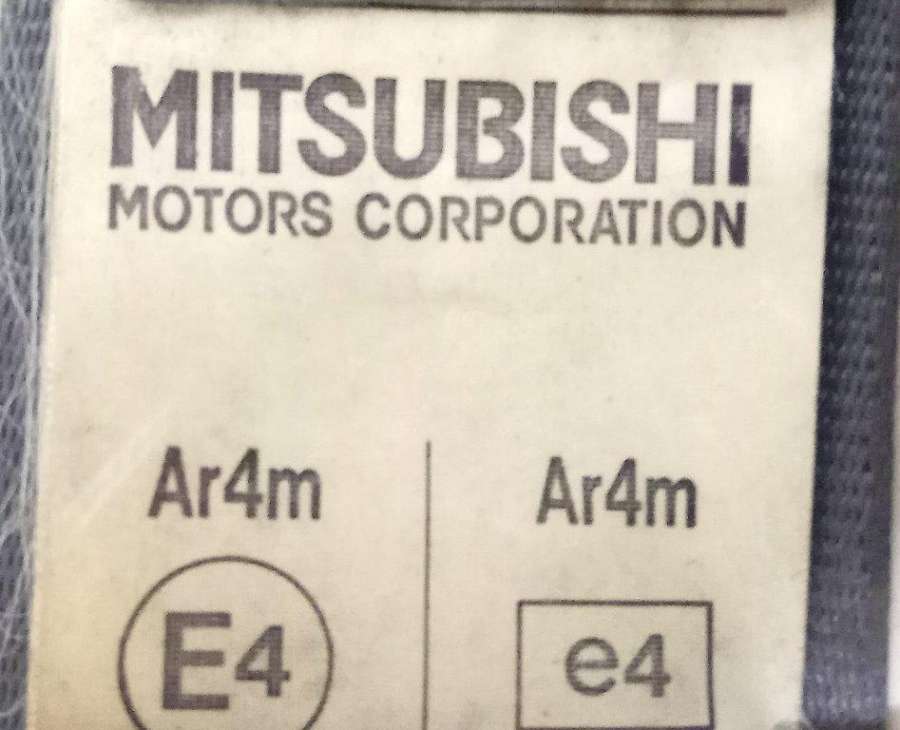 MITSUBISHI
MOTORS CORPORATION
Ar4m Ar4m
E4 e4